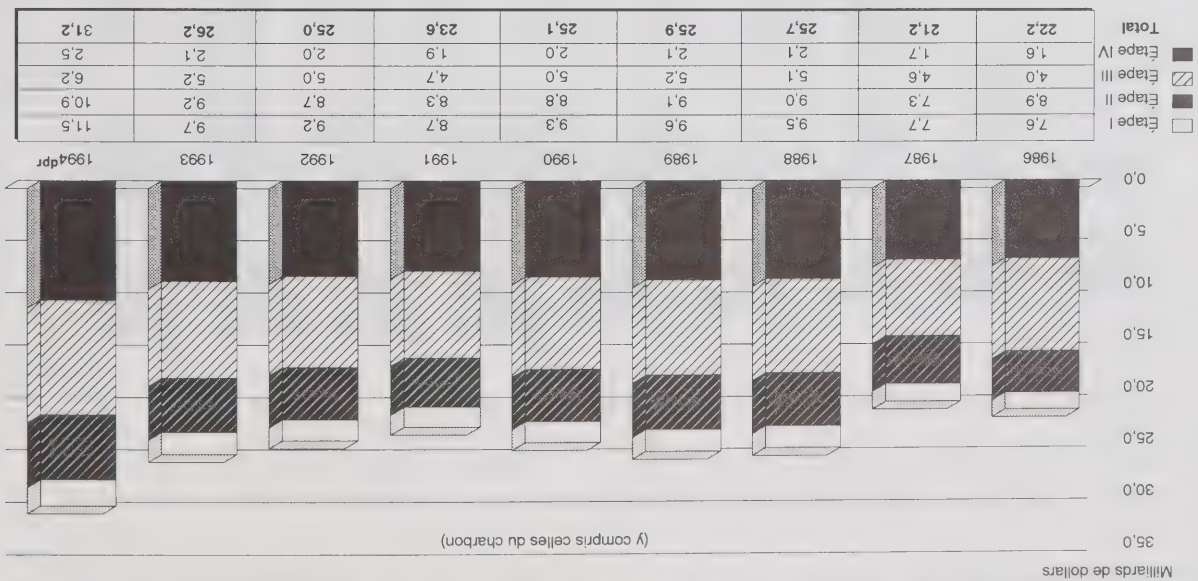 Milliards de dollars
35,0
(y compris celles du charbon)
30,0
25,0
20,0
15,0
10,0
5,0
0,0
1986 1987 1988 1989 1990 1991 1992 1993 1994dpr
Étape I 7,6 7,7 9,5 9,6 9,3 8,7 9,2 9,7 11,5
Étape II 8,9 7,3 9,0 9,1 8,8 8,3 8,7 9,2 10,9
Étape III 4,0 4,6 5,1 5,2 5,0 4,7 5,0 5,2 6,2
Étape IV 1,6 1,7 2,1 2,1 2,0 1,9 2,0 2,1 2,5
Total 22,2 21,2 25,7 25,9 25,1 23,6 25,0 26,2 31,2